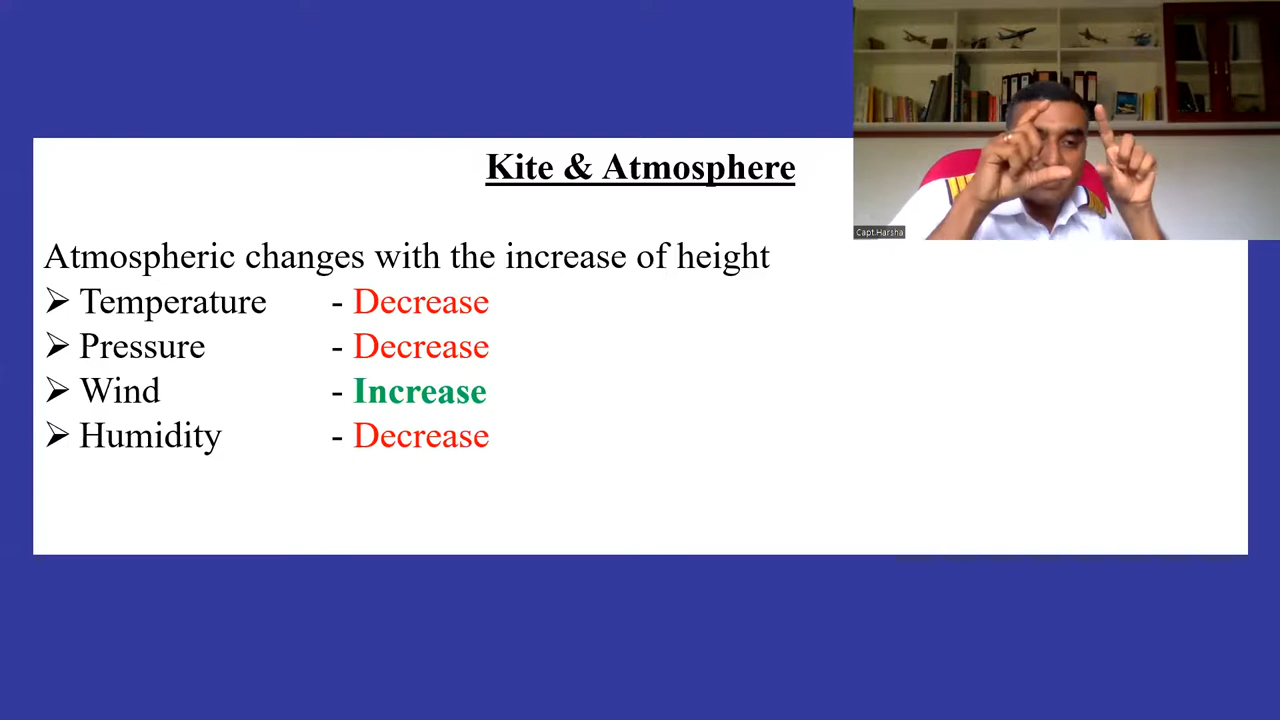 Kite & Atmosphere
Capt.Harsha
Atmospheric changes with the increase of height
➢ Temperature - Decrease
➢ Pressure - Decrease
➢ Wind - Increase
➢ Humidity - Decrease